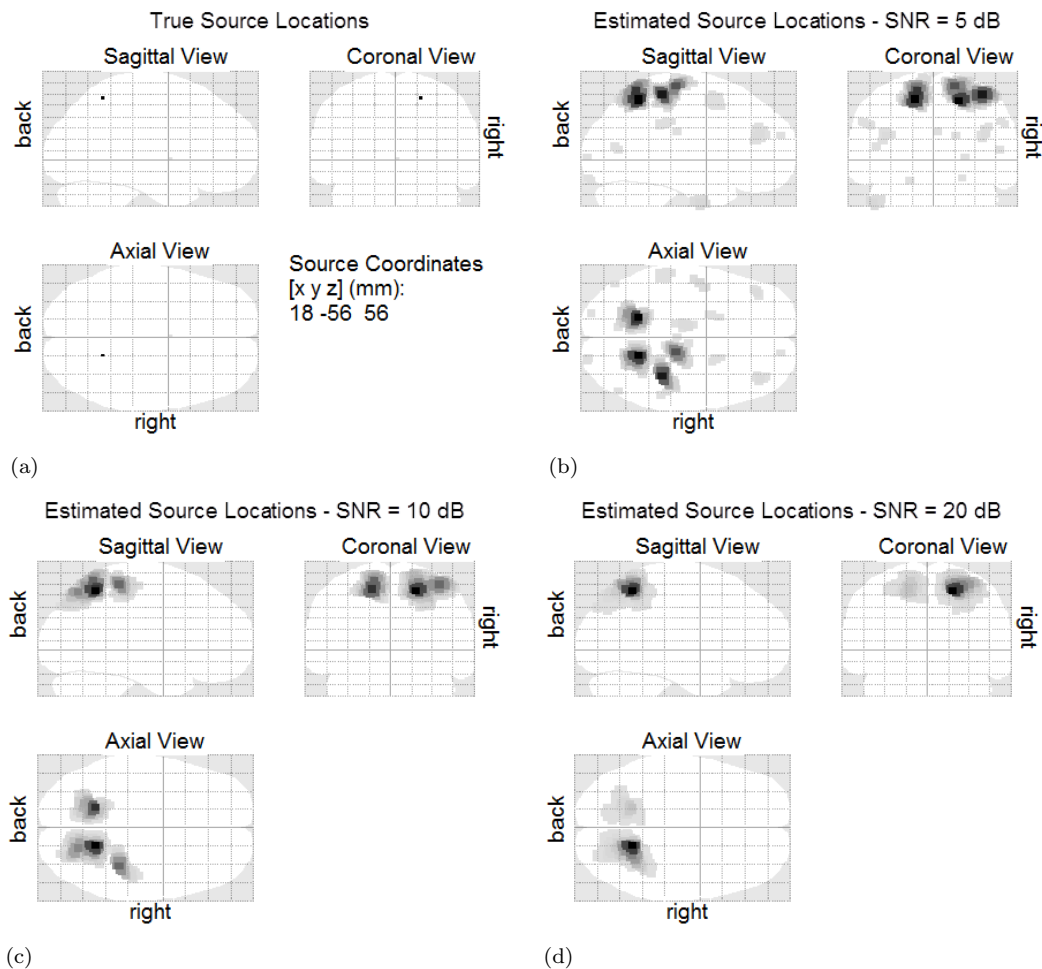 True Source Locations
Sagittal View
Coronal View
back
right
Axial View
back
right
Source Coordinates
[x y z] (mm):
18 -56 56
(a)
Estimated Source Locations - SNR = 5 dB
Sagittal View
Coronal View
back
right
Axial View
back
right
(b)
Estimated Source Locations - SNR = 10 dB
Sagittal View
Coronal View
back
right
Axial View
back
right
(c)
Estimated Source Locations - SNR = 20 dB
Sagittal View
Coronal View
back
right
Axial View
back
right
(d)